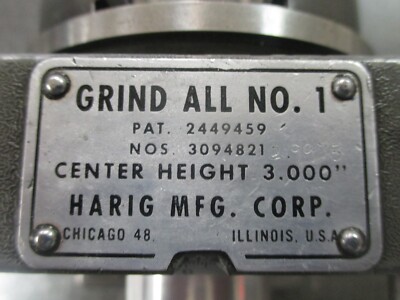 GRIND ALL NO. 1
PAT. 2449459
NOS. 3094821
CENTER HEIGHT 3.000"
HARIG MFG. CORP.
CHICAGO 48, ILLINOIS, U.S.A.